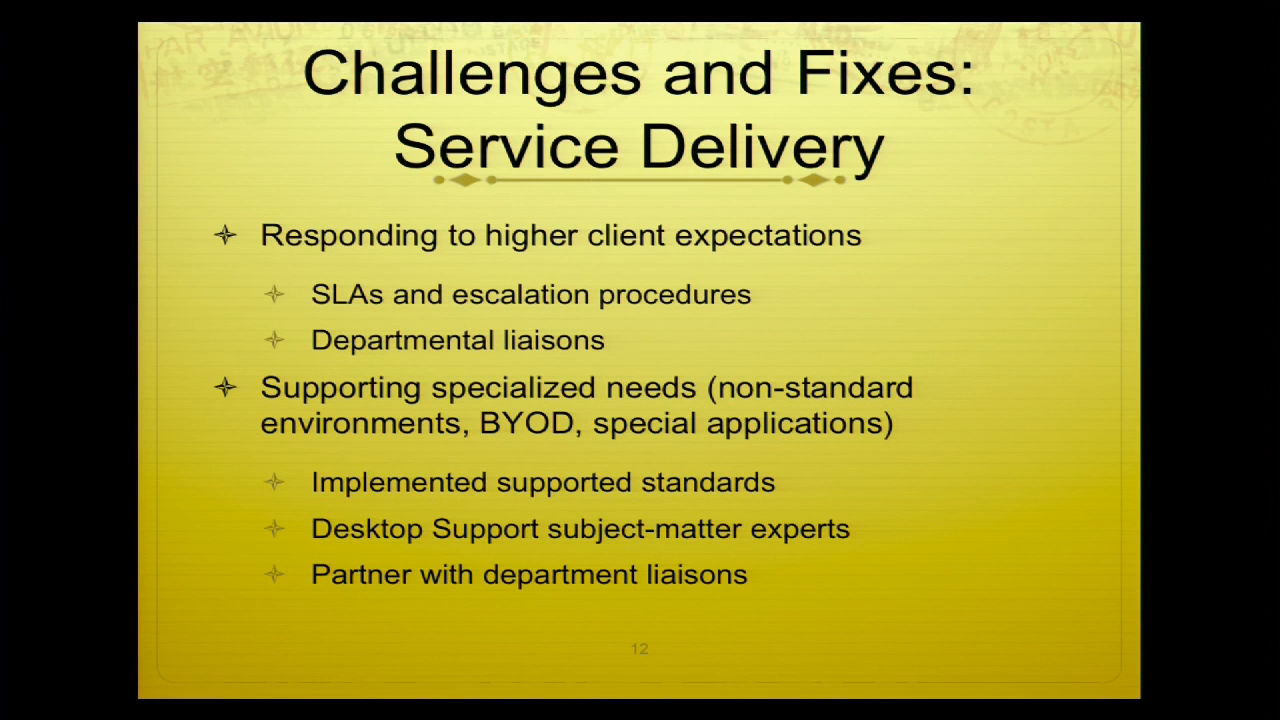 Challenges and Fixes:
Service Delivery
Responding to higher client expectations
SLAs and escalation procedures
Departmental liaisons
Supporting specialized needs (non-standard
environments, BYOD, special applications)
Implemented supported standards
Desktop Support subject-matter experts
Partner with department liaisons
12